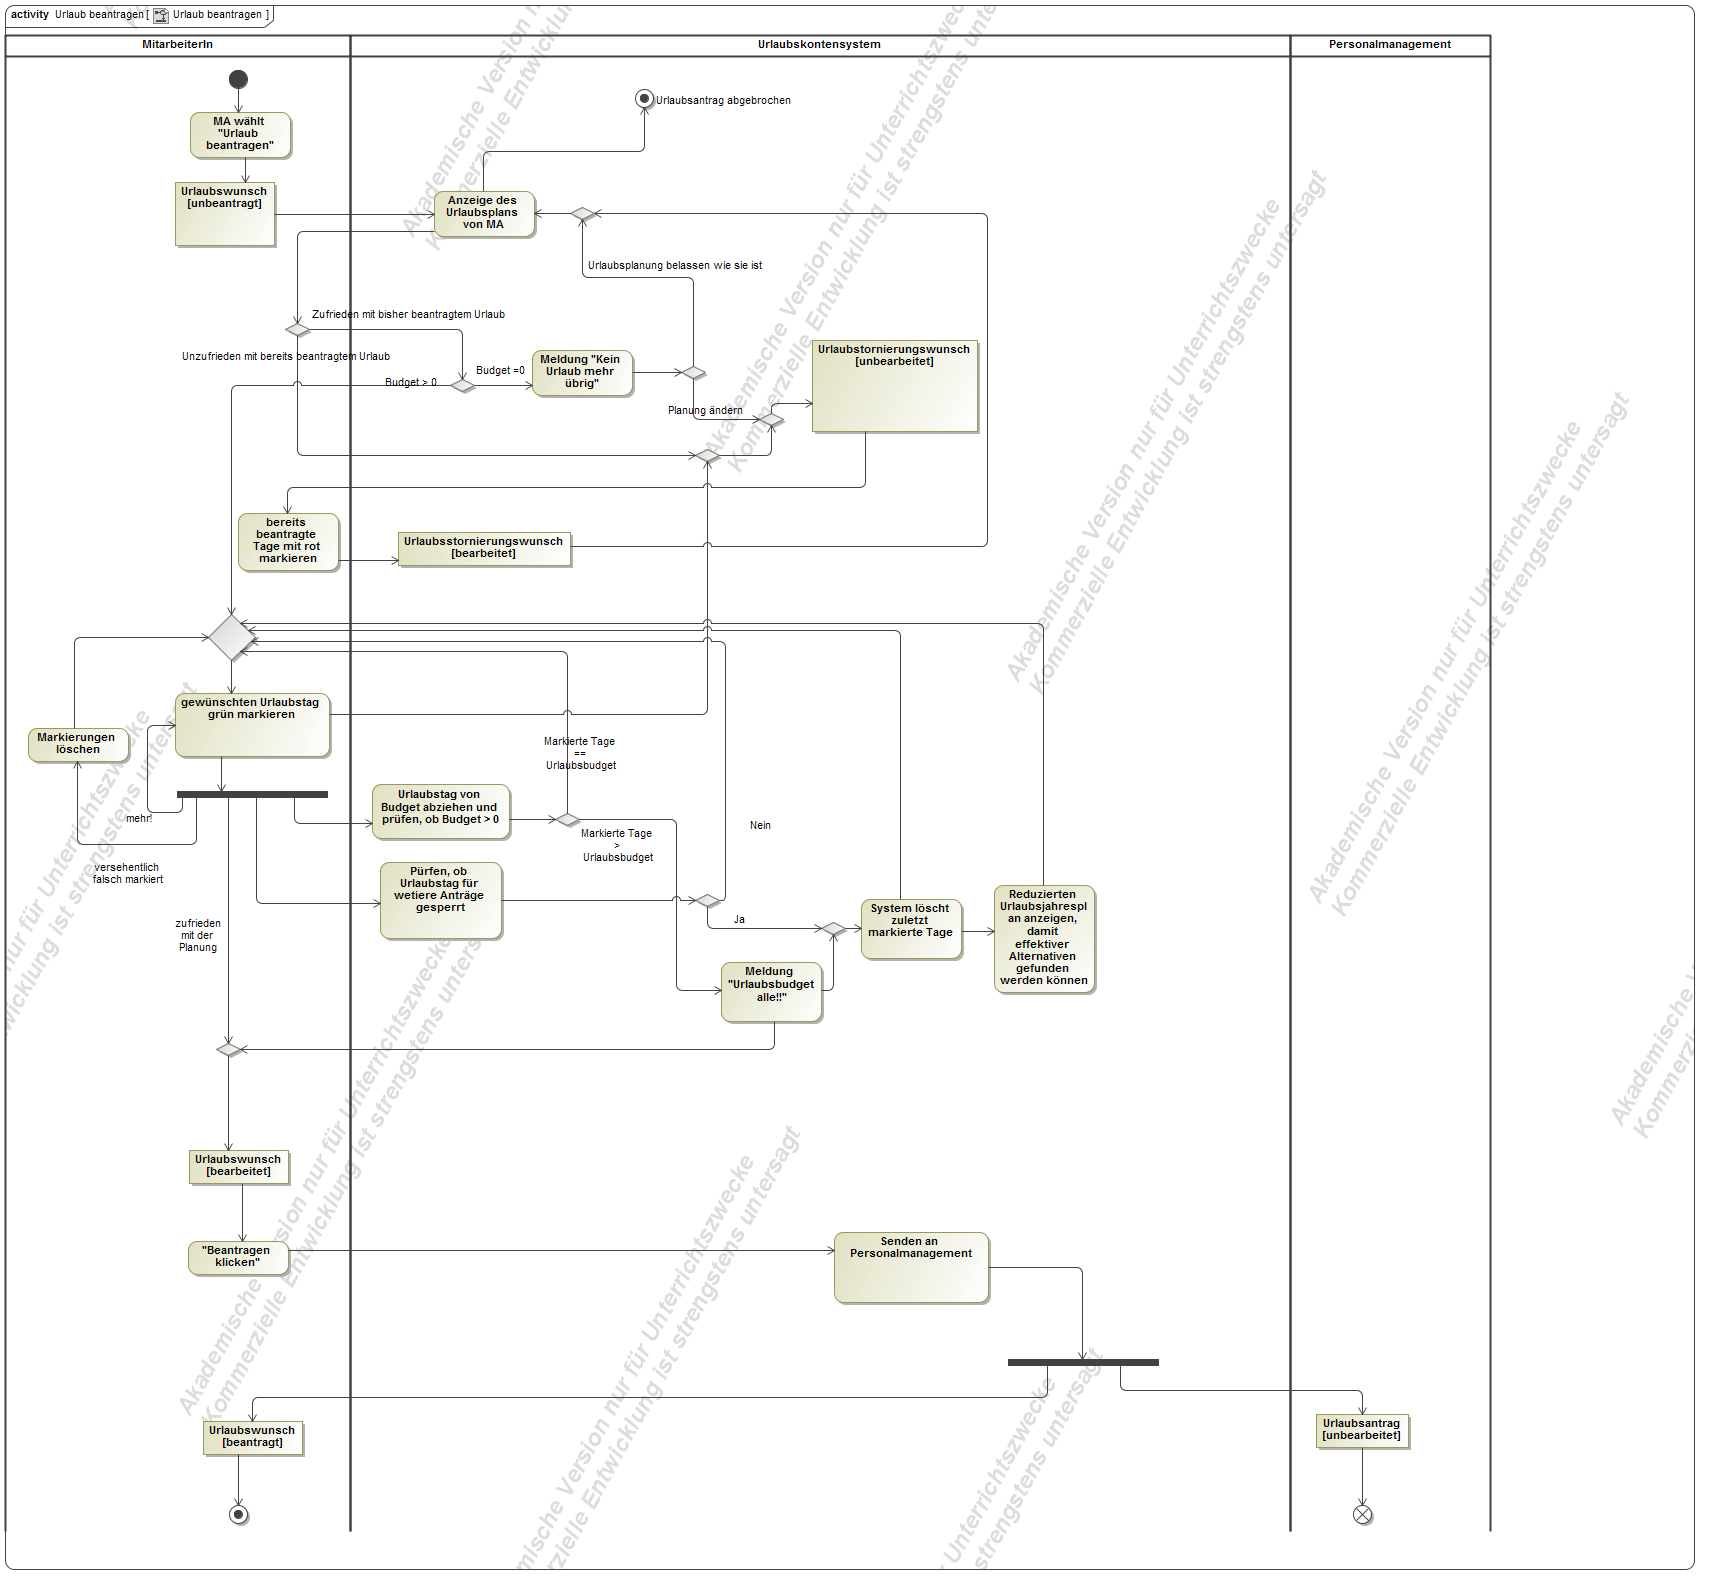 activity Urlaub beantragen [ Urlaub beantragen ]
MitarbeiterIn
Urlaubskontensystem
Personalmanagement
MA wählt
"Urlaub
beantragen"
Urlaubsantrag abgebrochen
Urlaubswunsch
[unbeantragt]
Anzeige des
Urlaubsplans
von MA
Urlaubsplanung belassen wie sie ist
Zufrieden mit bisher beantragtem Urlaub
Unzufrieden mit bereits beantragtem Urlaub
Budget > 0
Budget =0
Meldung "Kein
Urlaub mehr
übrig"
Urlaubstornierungswunsch
[unbearbeitet]
Planung ändern
bereits
beantragte
Tage mit rot
markieren
Urlaubsstornierungswunsch
[bearbeitet]
gewünschten Urlaubstag
grün markieren
Markierungen
löschen
mehr!
versehentlich
falsch markiert
zufrieden
mit der
Planung
Markierte Tage
==
Urlaubsbudget
Urlaubstag von
Budget abziehen und
prüfen, ob Budget > 0
Markierte Tage
>
Urlaubsbudget
Nein
Pürfen, ob
Urlaubstag für
wetiere Anträge
gesperrt
Ja
System löscht
zuletzt
markierte Tage
Reduzierten
Urlaubsjahrespl
an anzeigen,
damit
effektiver
Alternativen
gefunden
werden können
Meldung
"Urlaubsbudget
alle!!"
Urlaubswunsch
[bearbeitet]
"Beantragen
klicken"
Senden an
Personalmanagement
Urlaubswunsch
[beantragt]
Urlaubsantrag
[unbearbeitet]
Akademische Version nur für Unterrichtszwecke
Kommerzielle Entwicklung ist strengstens untersagt